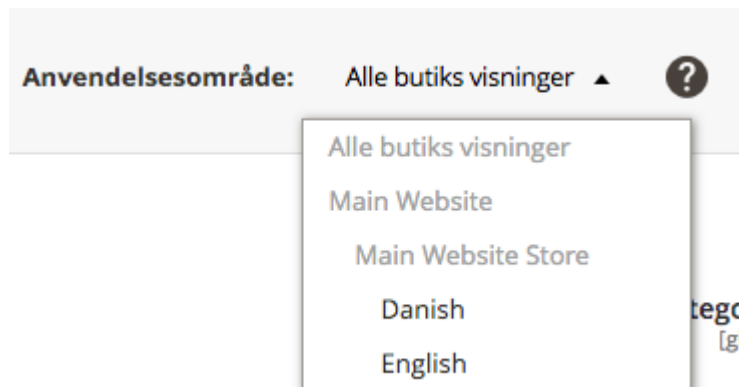 Anvendelsesområde: Alle butiks visninger ?
Alle butiks visninger
Main Website
Main Website Store
Danish
English